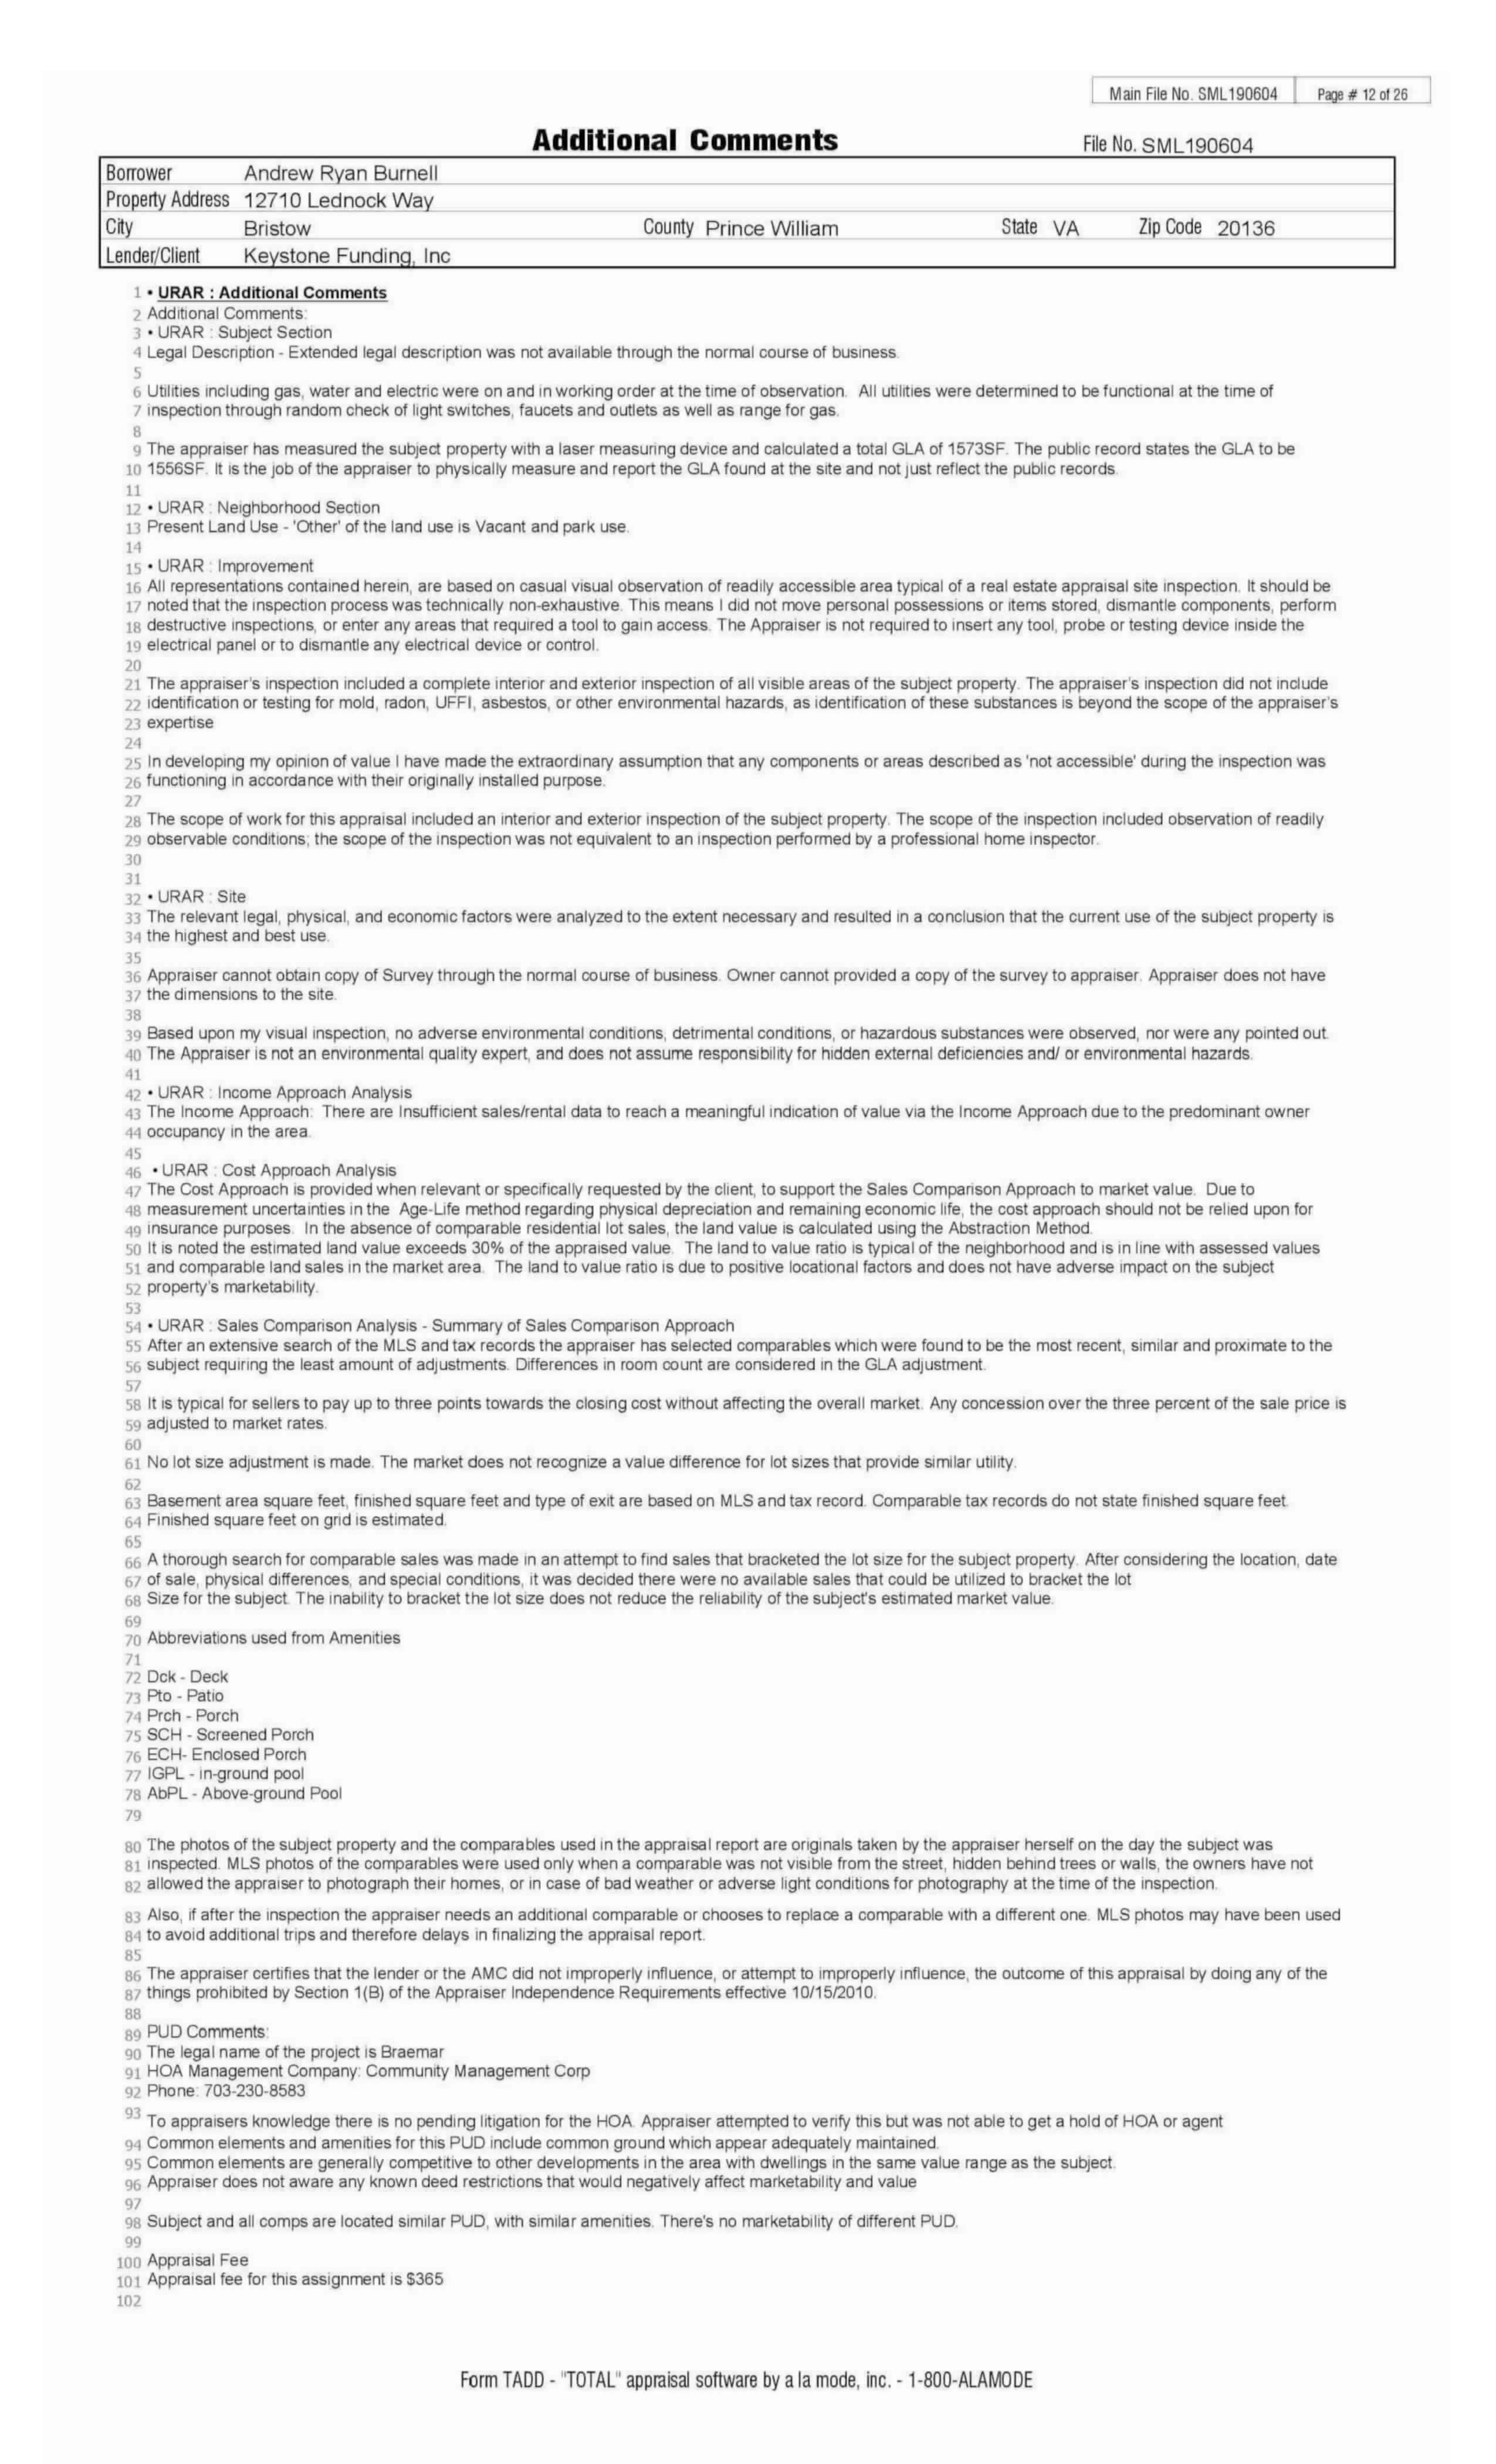 Main File No. SML190604 Page # 12 of 26
Additional Comments File No. SML190604
Borrower Andrew Ryan Burnell
Property Address 12710 Lednock Way
City Bristow County Prince William State VA Zip Code 20136
Lender/Client Keystone Funding, Inc
1 • URAR : Additional Comments
2 Additional Comments:
3 • URAR : Subject Section
4 Legal Description - Extended legal description was not available through the normal course of business.
5
6 Utilities including gas, water and electric were on and in working order at the time of observation. All utilities were determined to be functional at the time of
7 inspection through random check of light switches, faucets and outlets as well as range for gas.
8
9 The appraiser has measured the subject property with a laser measuring device and calculated a total GLA of 1573SF. The public record states the GLA to be
10 1556SF. It is the job of the appraiser to physically measure and report the GLA found at the site and not just reflect the public records.
11
12 • URAR : Neighborhood Section
13 Present Land Use - 'Other' of the land use is Vacant and park use.
14
15 • URAR : Improvement
16 All representations contained herein, are based on casual visual observation of readily accessible area typical of a real estate appraisal site inspection. It should be
17 noted that the inspection process was technically non-exhaustive. This means I did not move personal possessions or items stored, dismantle components, perform
18 destructive inspections, or enter any areas that required a tool to gain access. The Appraiser is not required to insert any tool, probe or testing device inside the
19 electrical panel or to dismantle any electrical device or control.
20
21 The appraiser's inspection included a complete interior and exterior inspection of all visible areas of the subject property. The appraiser's inspection did not include
22 identification or testing for mold, radon, UFFI, asbestos, or other environmental hazards, as identification of these substances is beyond the scope of the appraiser's
23 expertise
24
25 In developing my opinion of value I have made the extraordinary assumption that any components or areas described as 'not accessible' during the inspection was
26 functioning in accordance with their originally installed purpose.
27
28 The scope of work for this appraisal included an interior and exterior inspection of the subject property. The scope of the inspection included observation of readily
29 observable conditions; the scope of the inspection was not equivalent to an inspection performed by a professional home inspector.
30
31
32 • URAR : Site
33 The relevant legal, physical, and economic factors were analyzed to the extent necessary and resulted in a conclusion that the current use of the subject property is
34 the highest and best use.
35
36 Appraiser cannot obtain copy of Survey through the normal course of business. Owner cannot provided a copy of the survey to appraiser. Appraiser does not have
37 the dimensions to the site.
38
39 Based upon my visual inspection, no adverse environmental conditions, detrimental conditions, or hazardous substances were observed, nor were any pointed out.
40 The Appraiser is not an environmental quality expert, and does not assume responsibility for hidden external deficiencies and/ or environmental hazards.
41
42 • URAR : Income Approach Analysis
43 The Income Approach: There are Insufficient sales/rental data to reach a meaningful indication of value via the Income Approach due to the predominant owner
44 occupancy in the area.
45
46 • URAR : Cost Approach Analysis
47 The Cost Approach is provided when relevant or specifically requested by the client, to support the Sales Comparison Approach to market value. Due to
48 measurement uncertainties in the Age-Life method regarding physical depreciation and remaining economic life, the cost approach should not be relied upon for
49 insurance purposes. In the absence of comparable residential lot sales, the land value is calculated using the Abstraction Method.
50 It is noted the estimated land value exceeds 30% of the appraised value. The land to value ratio is typical of the neighborhood and is in line with assessed values
51 and comparable land sales in the market area. The land to value ratio is due to positive locational factors and does not have adverse impact on the subject
52 property's marketability.
53
54 • URAR : Sales Comparison Analysis - Summary of Sales Comparison Approach
55 After an extensive search of the MLS and tax records the appraiser has selected comparables which were found to be the most recent, similar and proximate to the
56 subject requiring the least amount of adjustments. Differences in room count are considered in the GLA adjustment.
57
58 It is typical for sellers to pay up to three points towards the closing cost without affecting the overall market. Any concession over the three percent of the sale price is
59 adjusted to market rates.
60
61 No lot size adjustment is made. The market does not recognize a value difference for lot sizes that provide similar utility.
62
63 Basement area square feet, finished square feet and type of exit are based on MLS and tax record. Comparable tax records do not state finished square feet.
64 Finished square feet on grid is estimated.
65
66 A thorough search for comparable sales was made in an attempt to find sales that bracketed the lot size for the subject property. After considering the location, date
67 of sale, physical differences, and special conditions, it was decided there were no available sales that could be utilized to bracket the lot
68 Size for the subject. The inability to bracket the lot size does not reduce the reliability of the subject's estimated market value.
69
70 Abbreviations used from Amenities
71
72 Dck - Deck
73 Pto - Patio
74 Prch - Porch
75 SCH - Screened Porch
76 ECH- Enclosed Porch
77 IGPL - in-ground pool
78 AbPL - Above-ground Pool
79
80 The photos of the subject property and the comparables used in the appraisal report are originals taken by the appraiser herself on the day the subject was
81 inspected. MLS photos of the comparables were used only when a comparable was not visible from the street, hidden behind trees or walls, the owners have not
82 allowed the appraiser to photograph their homes, or in case of bad weather or adverse light conditions for photography at the time of the inspection.
83 Also, if after the inspection the appraiser needs an additional comparable or chooses to replace a comparable with a different one. MLS photos may have been used
84 to avoid additional trips and therefore delays in finalizing the appraisal report.
85
86 The appraiser certifies that the lender or the AMC did not improperly influence, or attempt to improperly influence, the outcome of this appraisal by doing any of the
87 things prohibited by Section 1(B) of the Appraiser Independence Requirements effective 10/15/2010.
88
89 PUD Comments:
90 The legal name of the project is Braemar
91 HOA Management Company: Community Management Corp
92 Phone: 703-230-8583
93 To appraisers knowledge there is no pending litigation for the HOA. Appraiser attempted to verify this but was not able to get a hold of HOA or agent
94 Common elements and amenities for this PUD include common ground which appear adequately maintained.
95 Common elements are generally competitive to other developments in the area with dwellings in the same value range as the subject.
96 Appraiser does not aware any known deed restrictions that would negatively affect marketability and value
97
98 Subject and all comps are located similar PUD, with similar amenities. There's no marketability of different PUD.
99
100 Appraisal Fee
101 Appraisal fee for this assignment is $365
102
Form TADD - "TOTAL" appraisal software by a la mode, inc. - 1-800-ALAMODE